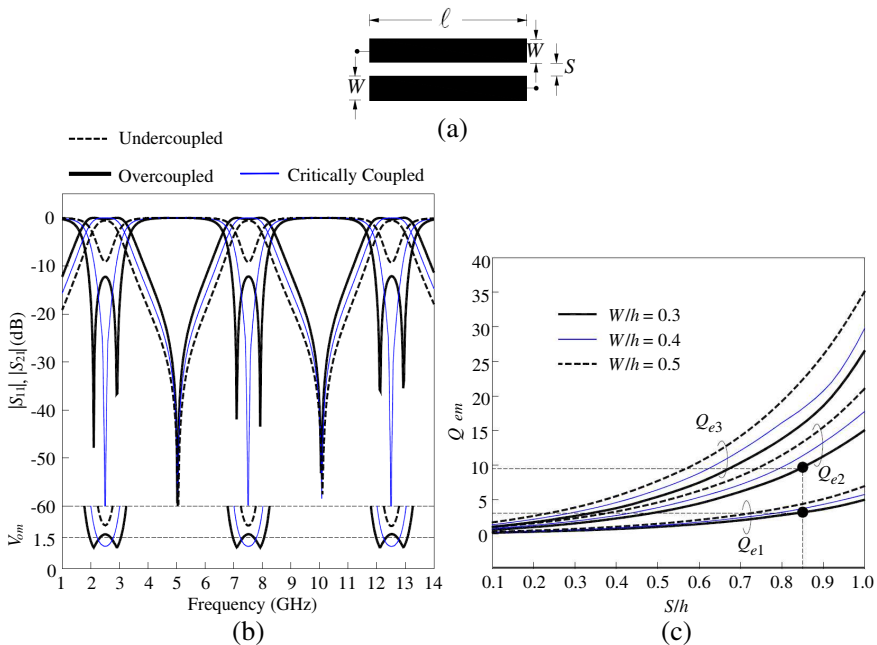 ℓ
W
S
W
(a)
Undercoupled
Overcoupled
Critically Coupled
|S11|, |S21|(dB)
0
-10
-20
-30
-40
-50
-60
Vom
1.5
0
1 2 3 4 5 6 7 8 9 10 11 12 13 14
Frequency (GHz)
(b)
Q em
40
35
30
25
20
15
10
5
0
W/h = 0.3
W/h = 0.4
W/h = 0.5
Qe3
Qe2
Qe1
0.1 0.2 0.3 0.4 0.5 0.6 0.7 0.8 0.9 1.0
S/h
(c)